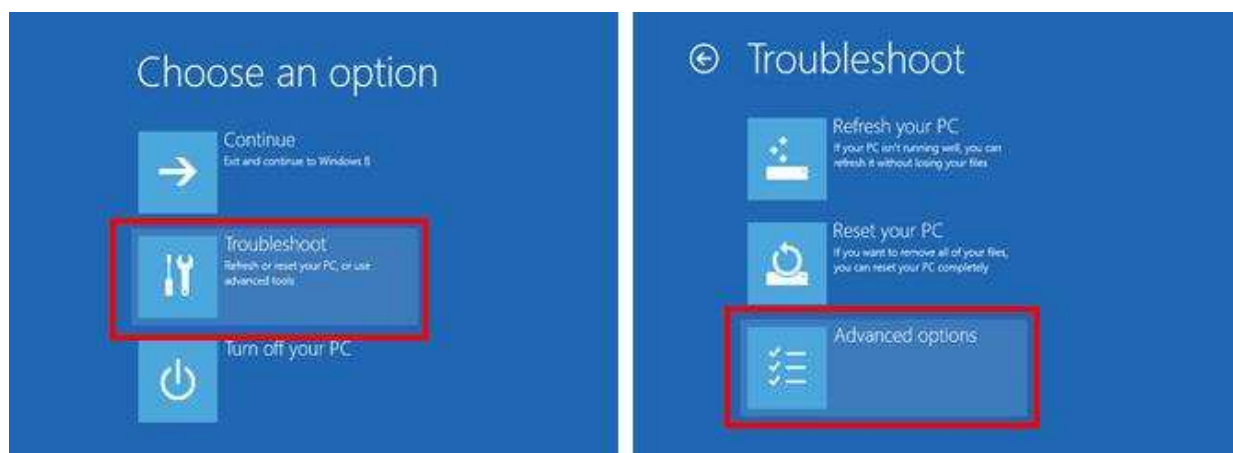 Choose an option
Continue
Exit and continue to Windows 8
Troubleshoot
Refresh or reset your PC, or use
advanced tools
Turn off your PC
Troubleshoot
Refresh your PC
If your PC isn't running well, you can
refresh it without losing your files
Reset your PC
If you want to remove all of your files,
you can reset your PC completely
Advanced options